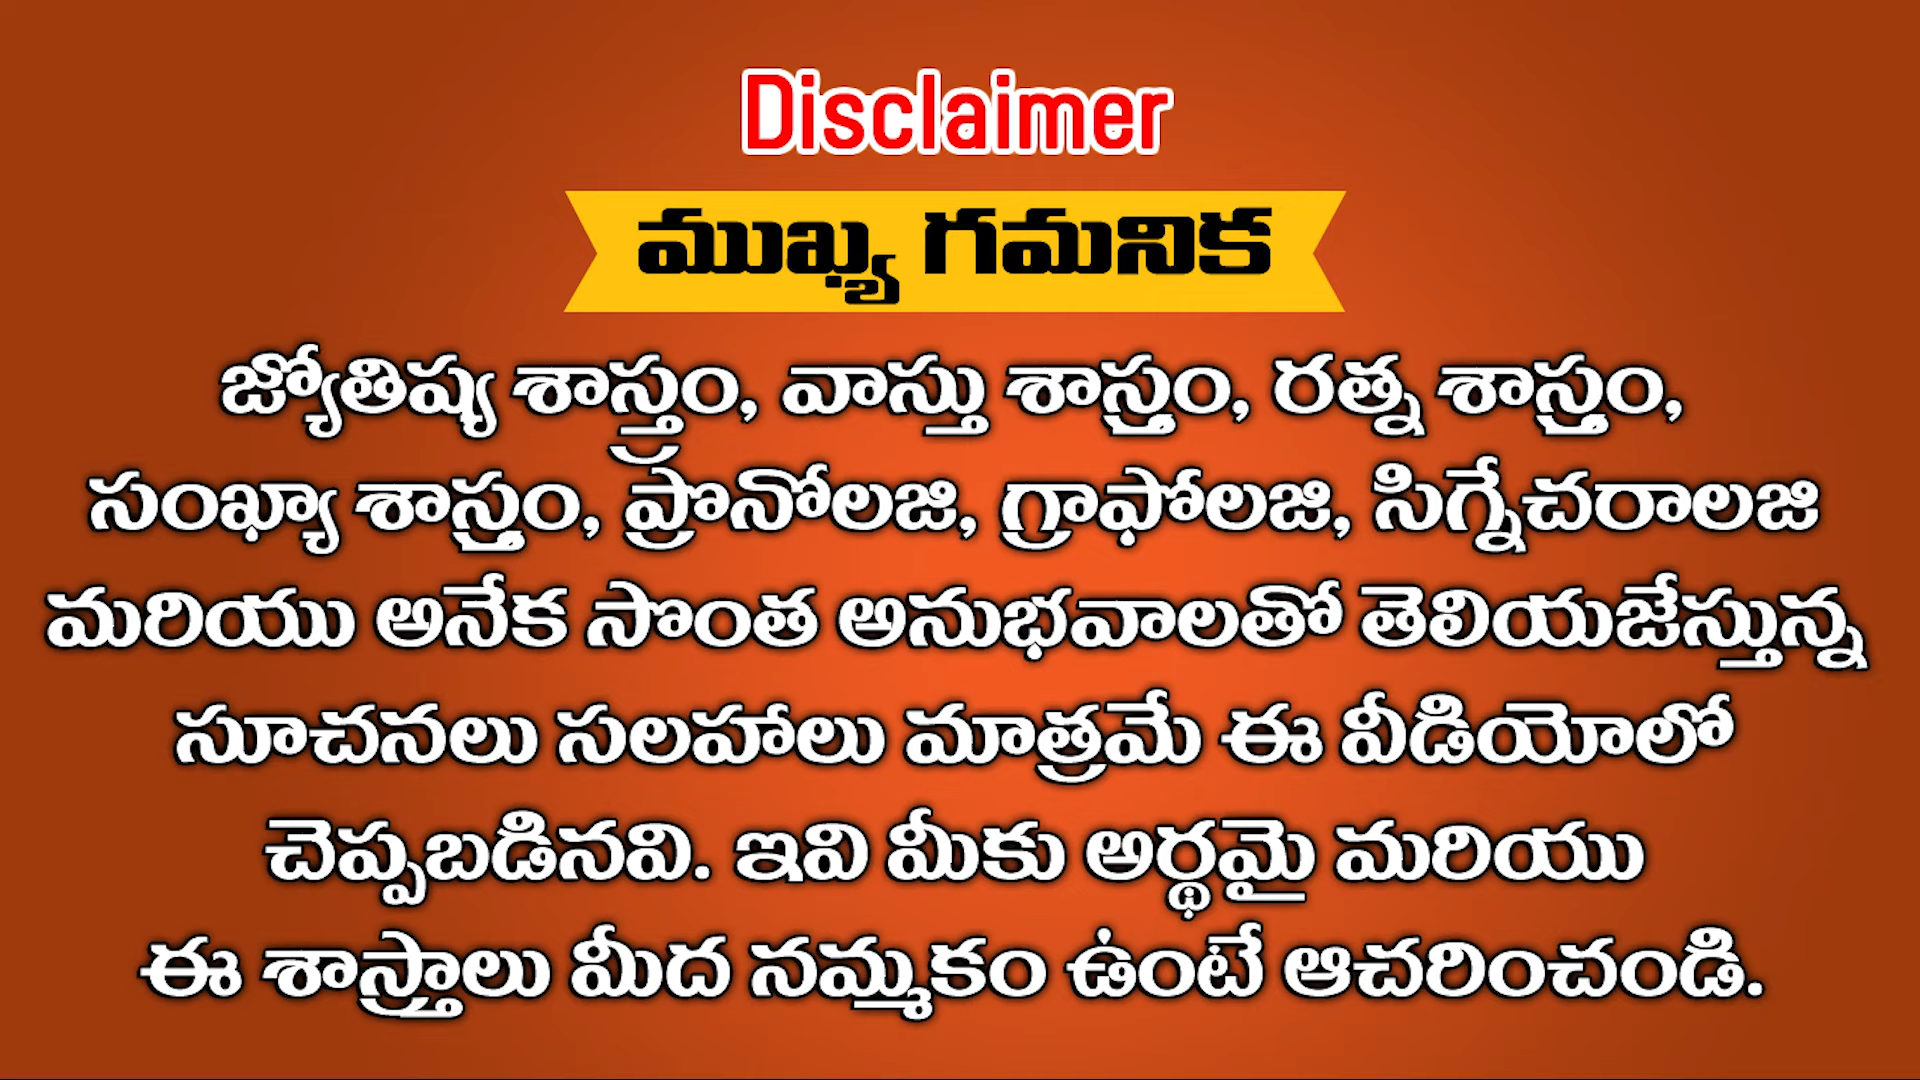 Disclaimer
ముఖ్య గమనిక
జ్యోతిష్య శాస్త్రం, వాస్తు శాస్త్రం, రత్న శాస్త్రం,
సంఖ్యా శాస్త్రం, ప్రొనోలజి, గ్రాఫోలజి, సిగ్నేచరాలజి
మరియు అనేక సొంత అనుభవాలతో తెలియజేస్తున్న
సూచనలు సలహాలు మాత్రమే ఈ వీడియోలో
చెప్పబడినవి. ఇవి మీకు అర్థమై మరియు
ఈ శాస్త్రాలు మీద నమ్మకం ఉంటే ఆచరించండి.